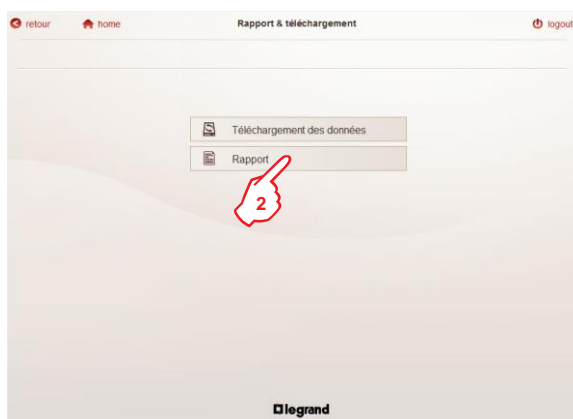 retour home Rapport & téléchargement logout
Téléchargement des données
Rapport
2
legrand